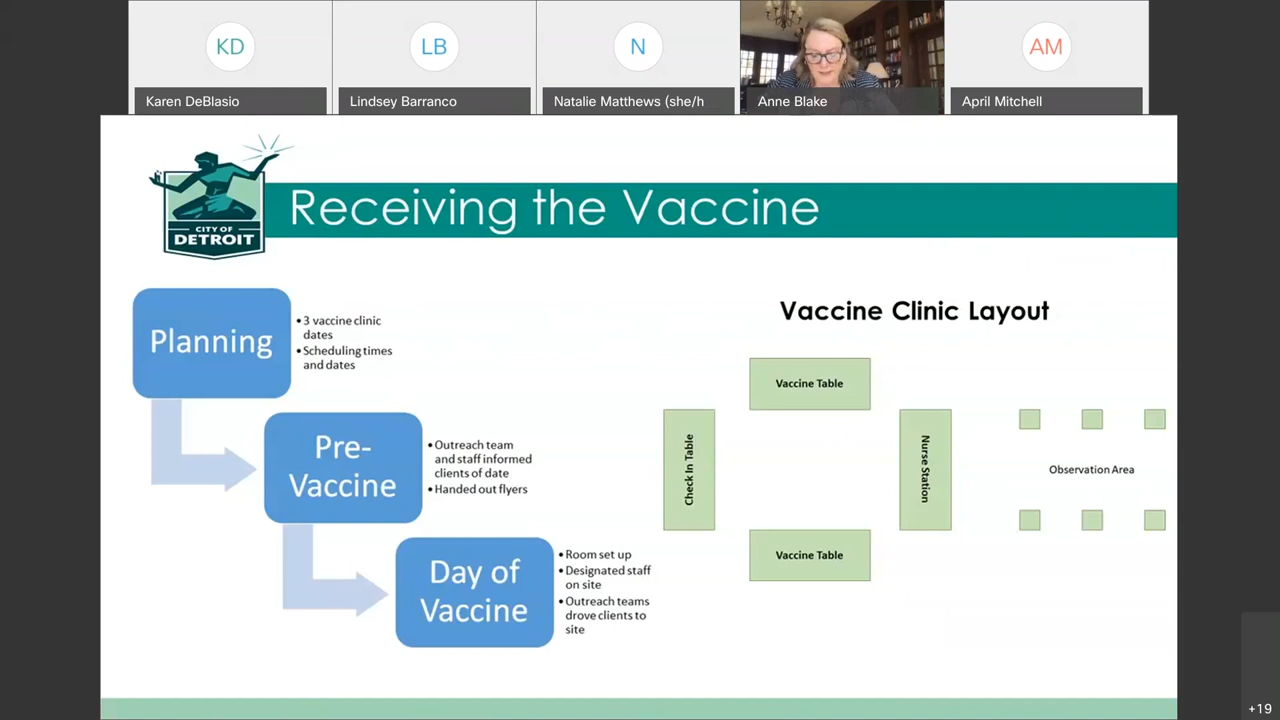 KD
LB
N
AM
Karen DeBlasio
Lindsey Barranco
Natalie Matthews (she/h
Anne Blake
April Mitchell
CITY OF
DETROIT
Receiving the Vaccine
Planning
• 3 vaccine clinic
dates
• Scheduling times
and dates
Pre-
Vaccine
• Outreach team
and staff informed
clients of date
• Handed out flyers
Day of
Vaccine
• Room set up
• Designated staff
on site
• Outreach teams
drove clients to
site
Vaccine Clinic Layout
Vaccine Table
Check In Table
Nurse Station
Observation Area
Vaccine Table
+19